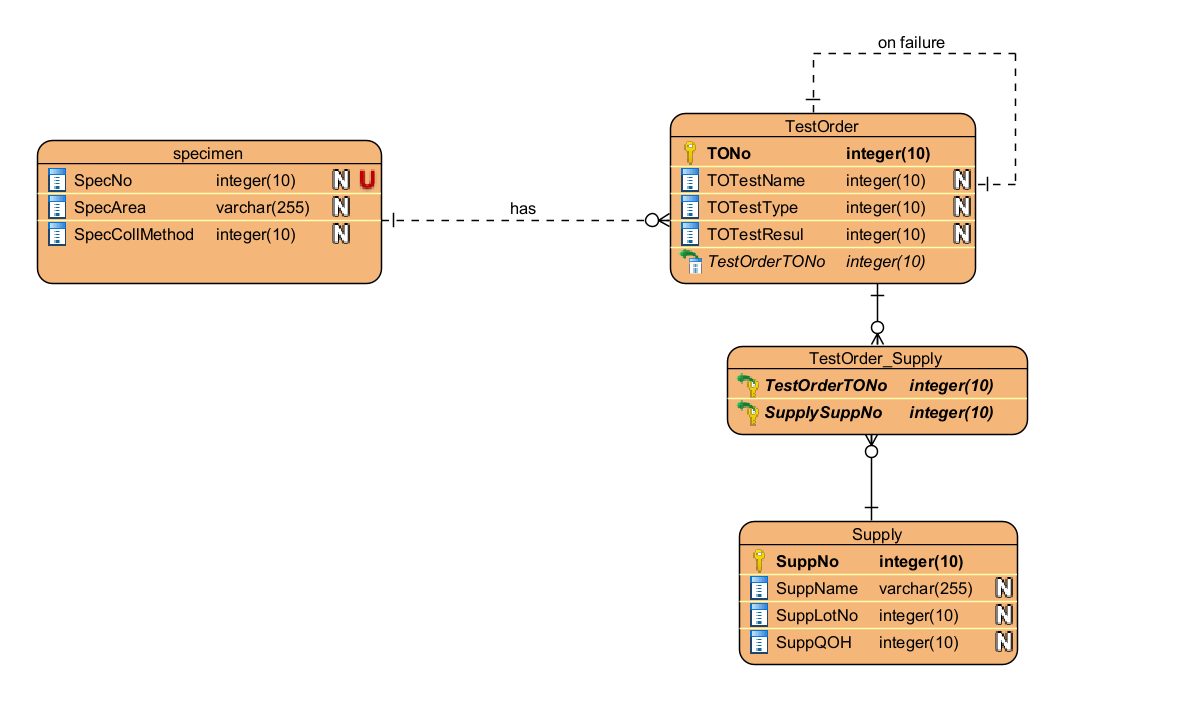 on failure
TestOrder
TONo integer(10)
TOTestName integer(10) N
TOTestType integer(10) N
TOTestResul integer(10) N
TestOrderTONo integer(10)
specimen
SpecNo integer(10) N U
SpecArea varchar(255) N
SpecCollMethod integer(10) N
has
TestOrder_Supply
TestOrderTONo integer(10)
SupplySuppNo integer(10)
Supply
SuppNo integer(10)
SuppName varchar(255) N
SuppLotNo integer(10) N
SuppQOH integer(10) N